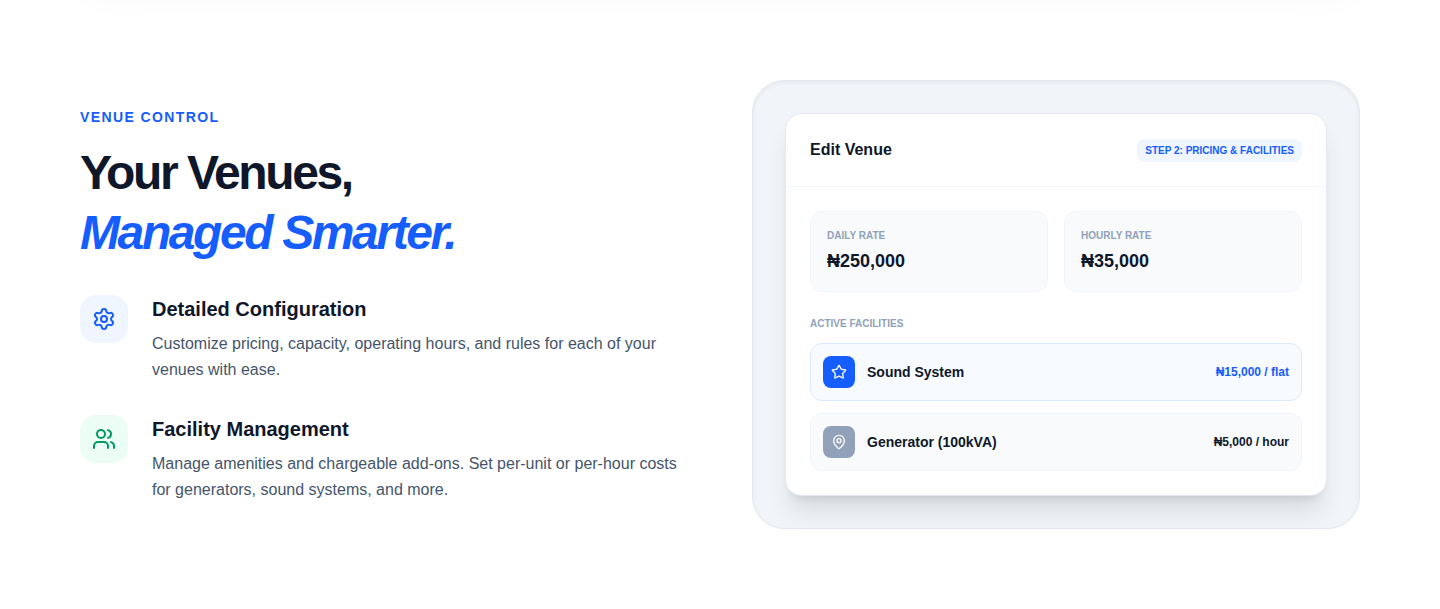 VENUE CONTROL
Your Venues,
Managed Smarter.
Detailed Configuration
Customize pricing, capacity, operating hours, and rules for each of your
venues with ease.
Facility Management
Manage amenities and chargeable add-ons. Set per-unit or per-hour costs
for generators, sound systems, and more.
Edit Venue
STEP 2: PRICING & FACILITIES
DAILY RATE
₦250,000
HOURLY RATE
₦35,000
ACTIVE FACILITIES
Sound System
₦15,000 / flat
Generator (100kVA)
₦5,000 / hour